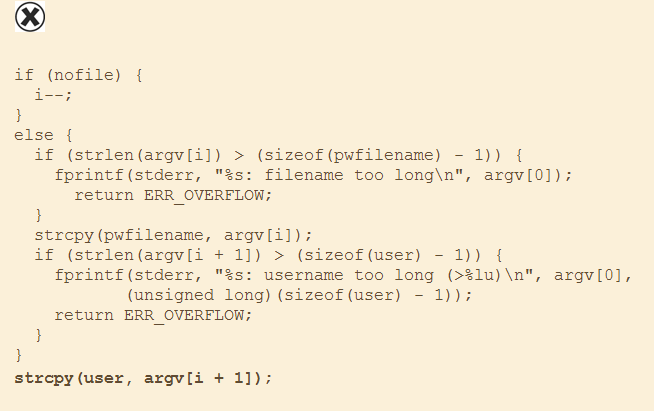 if (nofile) {
  i--;
}
else {
  if (strlen(argv[i]) > (sizeof(pwfilename) - 1)) {
    fprintf(stderr, "%s: filename too long\n", argv[0]);
      return ERR_OVERFLOW;
  }
  strcpy(pwfilename, argv[i]);
  if (strlen(argv[i + 1]) > (sizeof(user) - 1)) {
    fprintf(stderr, "%s: username too long (>%lu)\n", argv[0],
           (unsigned long)(sizeof(user) - 1));
    return ERR_OVERFLOW;
  }
}
strcpy(user, argv[i + 1]);